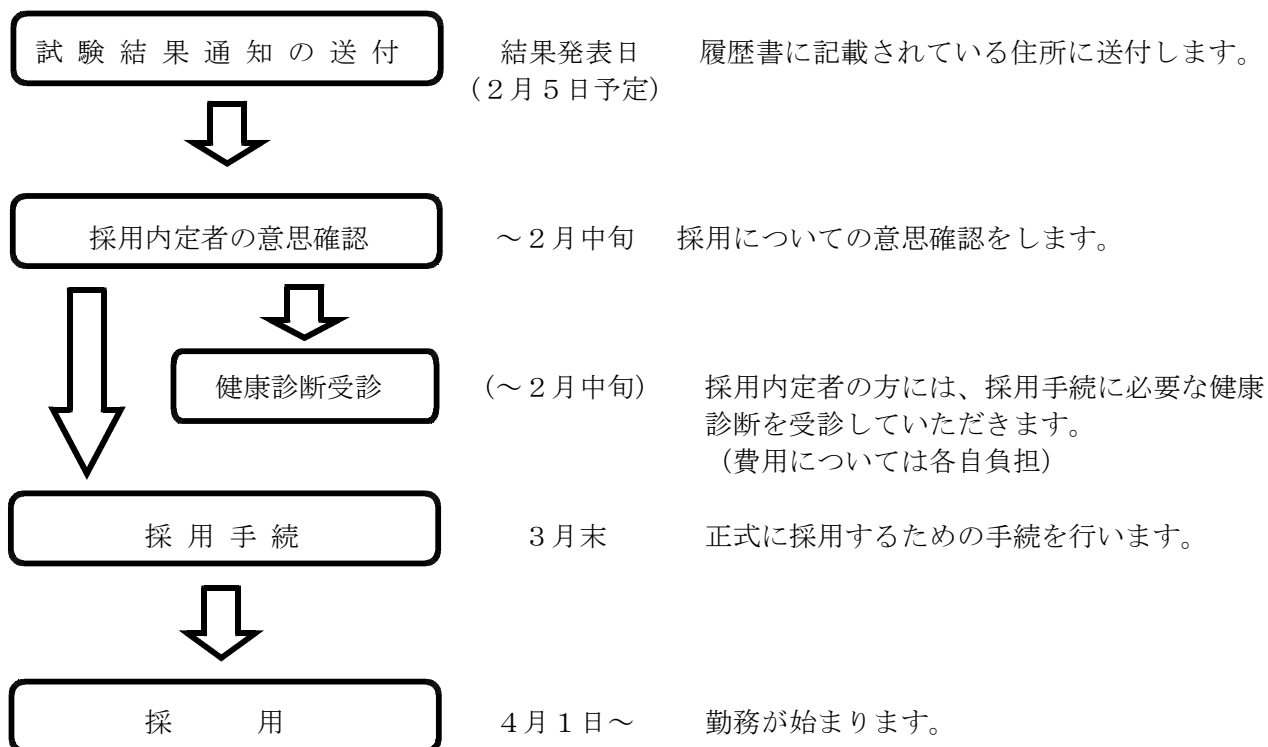 試験結果通知の送付 結果発表日 履歴書に記載されている住所に送付します。
(２月５日予定)
採用内定者の意思確認 ～２月中旬 採用についての意思確認をします。
健康診断受診 (～２月中旬) 採用内定者の方には、採用手続に必要な健康
診断を受診していただきます。
（費用については各自負担）
採用手続 ３月末 正式に採用するための手続を行います。
採用 ４月１日～ 勤務が始まります。